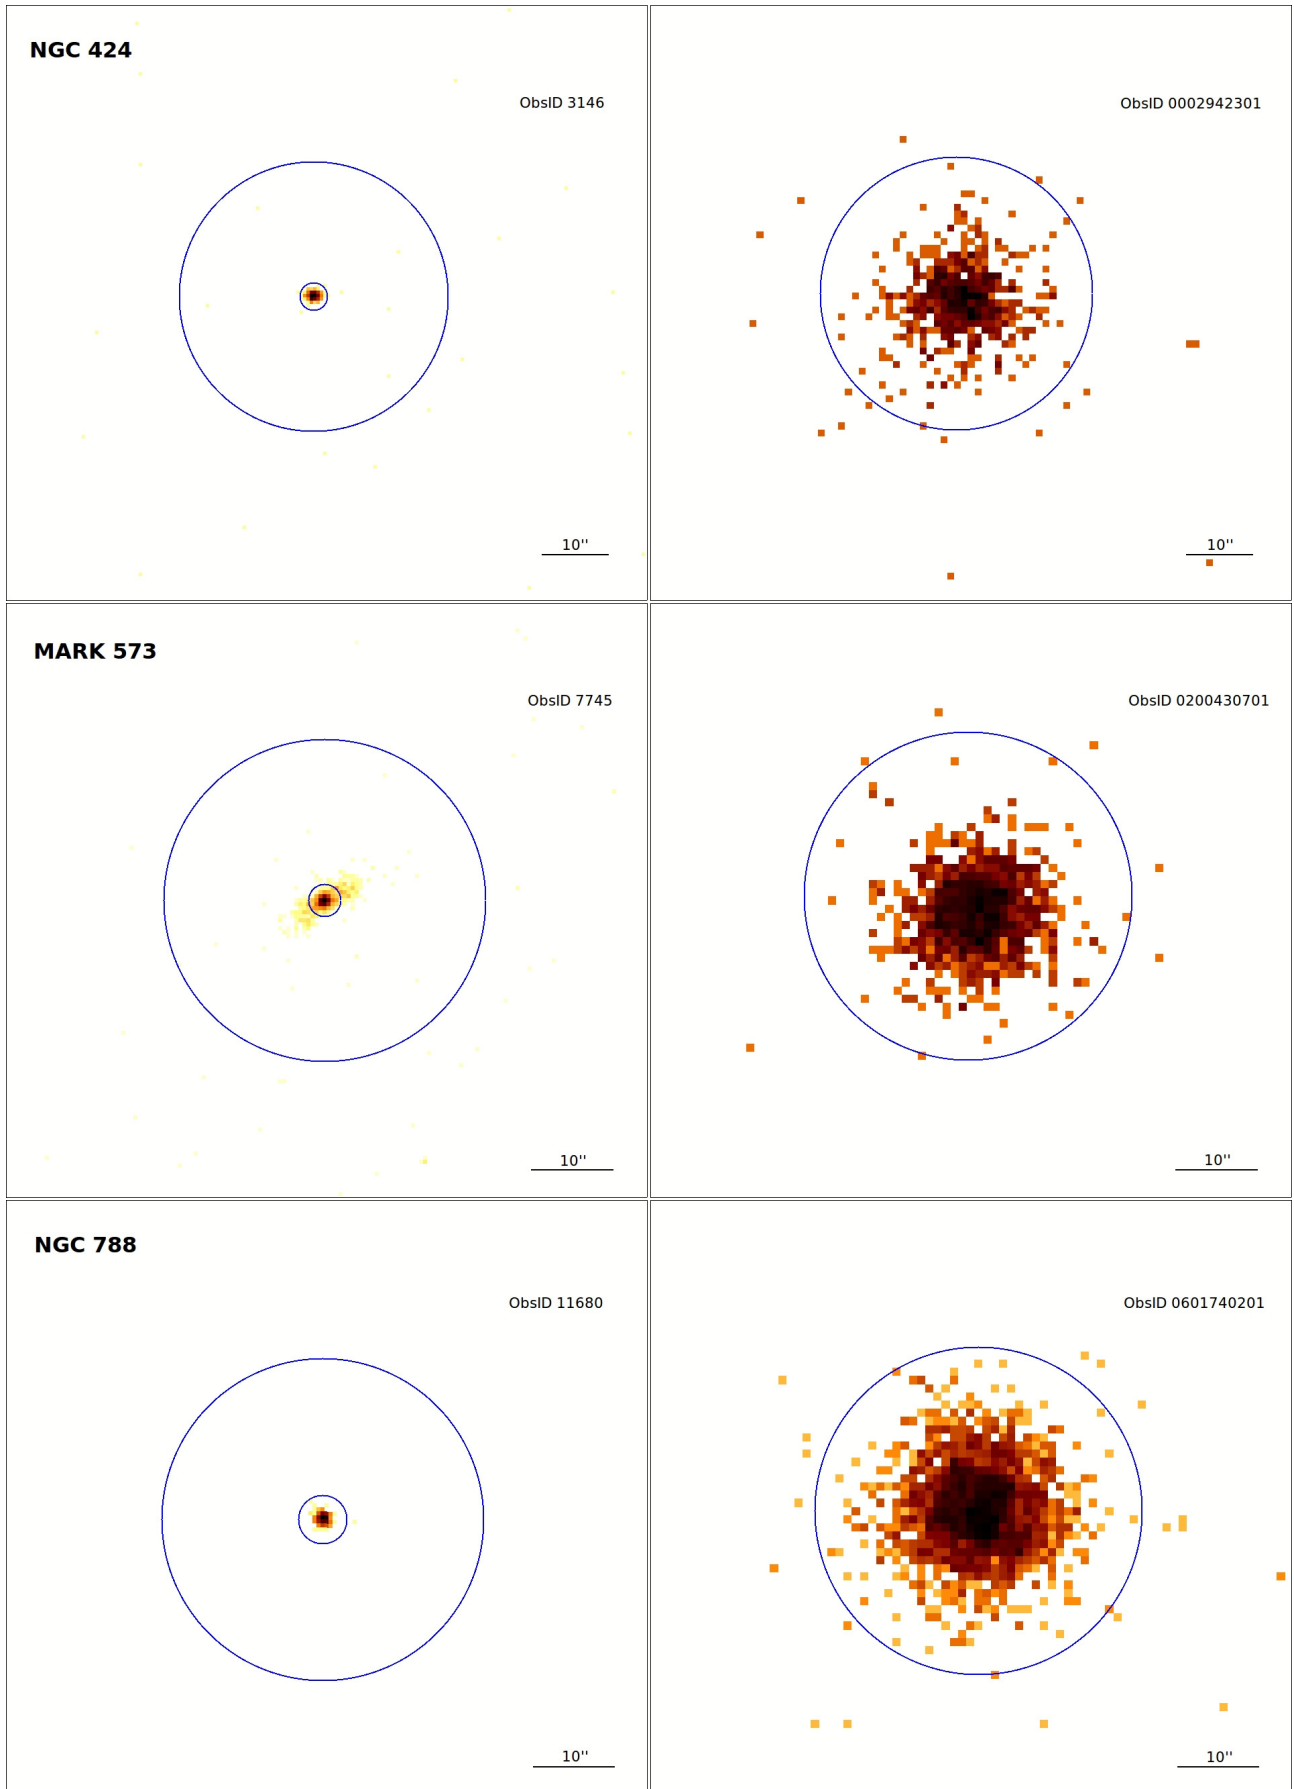 NGC 424
ObsID 3146
ObsID 0002942301
10''
10''
MARK 573
ObsID 7745
ObsID 0200430701
10''
10''
NGC 788
ObsID 11680
ObsID 0601740201
10''
10''